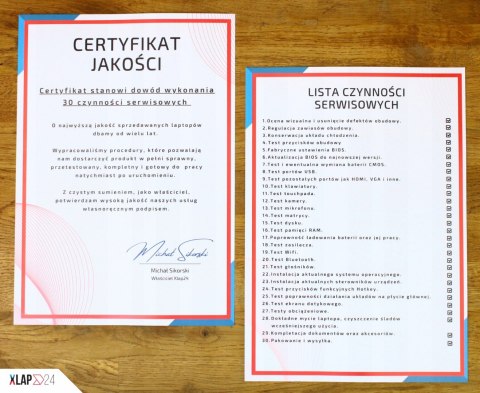 CERTYFIKAT
JAKOŚCI
Certyfikat stanowi dowód wykonania
30 czynności serwisowych
O najwyższą jakość sprzedawanych laptopów
dbamy od wielu lat.
Wypracowaliśmy procedury, które pozwalają
nam dostarczyć produkt w pełni sprawny,
przetestowany, kompletny i gotowy do pracy
natychmiast po uruchomieniu.
Z czystym sumieniem, jako właściciel,
potwierdzam wysoką jakość naszych usług
własnoręcznym podpisem.
Michał Sikorski
Michał Sikorski
Właściciel Xlap24
LISTA CZYNNOŚCI
SERWISOWYCH
1.Ocena wizualna i usunięcie defektów obudowy.
2.Regulacja zawiasów obudowy.
3.Konserwacja układu chłodzenia.
4.Test przycisków obudowy
5.Fabryczne ustawienia BIOS.
6.Aktualizacja BIOS do najnowszej wersji.
7.Test i ewentualna wymiana baterii CMOS.
8.Test portów USB.
9.Test pozostałych portów jak HDMI, VGA i inne.
10.Test klawiatury.
11.Test touchpada.
12.Test kamery.
13.Test mikrofonu.
14.Test matrycy.
15.Test dysku.
16.Test pamięci RAM.
17.Poprawność ładowania baterii oraz jej pracy.
18.Test zasilacza.
19.Test Wifi.
20.Test Bluetooth.
21.Test głośników.
22.Instalacja aktualnego systemu operacyjnego.
23.Instalacja aktualnych sterowników urządzeń.
24.Test przycisków funkcyjnych Hotkey.
25.Test poprawności działania układów na płycie głównej.
26.Test ekranu dotykowego.
27.Testy obciążeniowe.
28.Dokładne mycie laptopa, czyszczenie śladów
wcześniejszego użycia.
29.Kompletacja dokumentów oraz akcesoriów.
30.Pakowanie i wysyłka.
XLAP 24